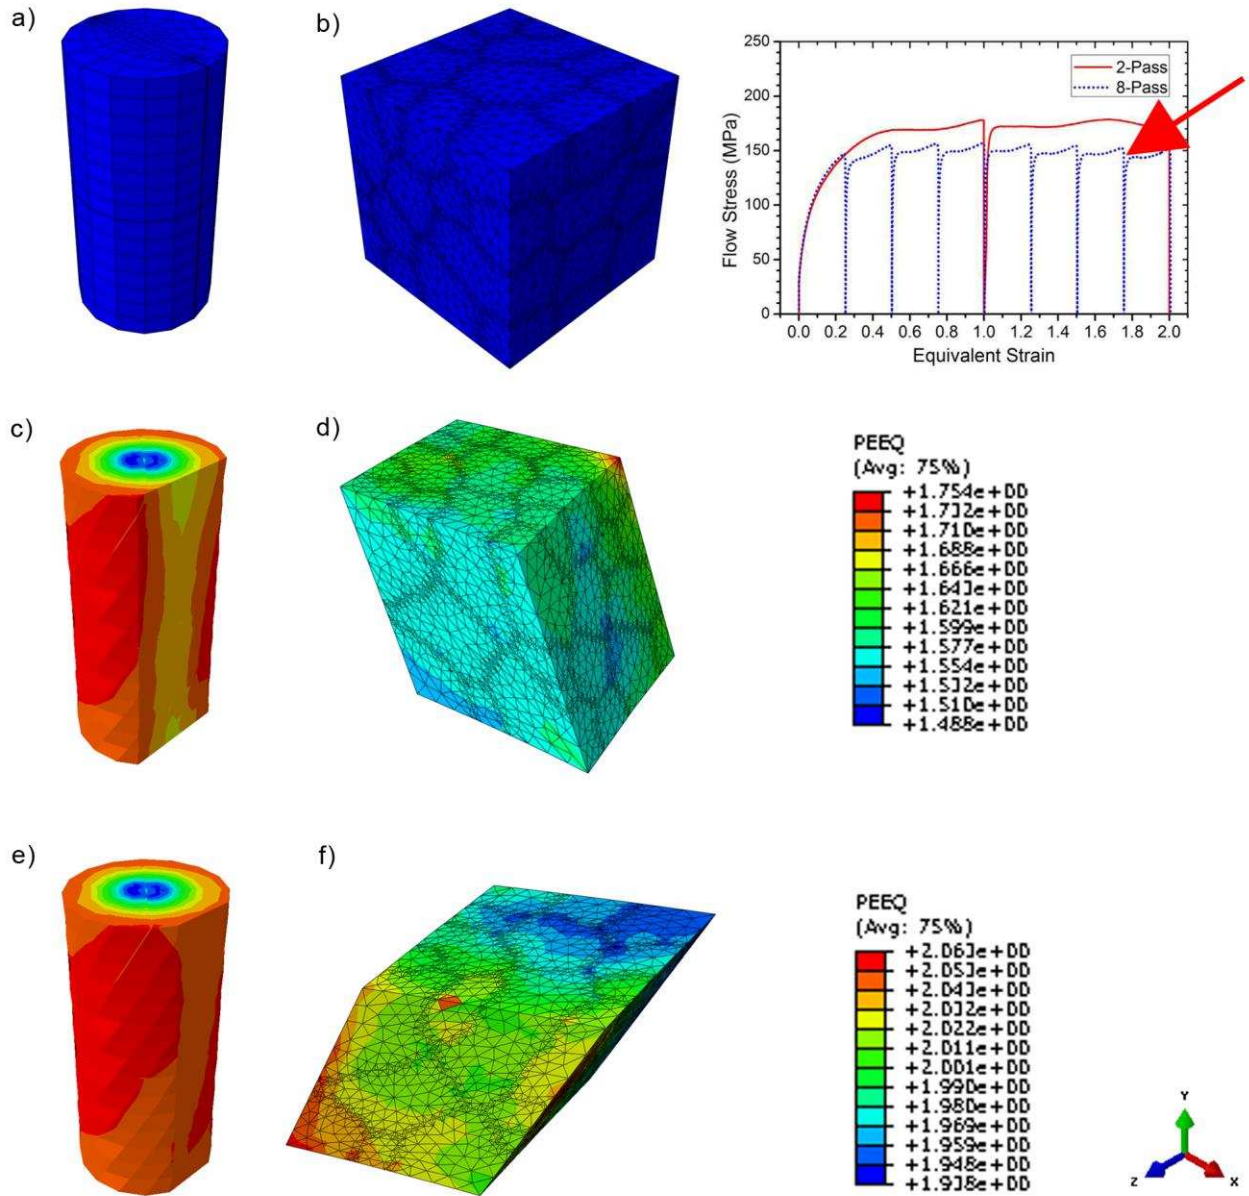 a)
b)
250
200
150
100
50
0
Flow Stress (MPa)
2-Pass
8-Pass
0.0 0.2 0.4 0.6 0.8 1.0 1.2 1.4 1.6 1.8 2.0
Equivalent Strain
c)
d)
PEEQ
(Avg: 75%)
+1.754e+00
+1.732e+00
+1.710e+00
+1.688e+00
+1.666e+00
+1.643e+00
+1.621e+00
+1.599e+00
+1.577e+00
+1.554e+00
+1.532e+00
+1.510e+00
+1.488e+00
e)
f)
PEEQ
(Avg: 75%)
+2.063e+00
+2.053e+00
+2.043e+00
+2.032e+00
+2.022e+00
+2.011e+00
+2.001e+00
+1.990e+00
+1.980e+00
+1.969e+00
+1.959e+00
+1.948e+00
+1.938e+00
Y
Z
X